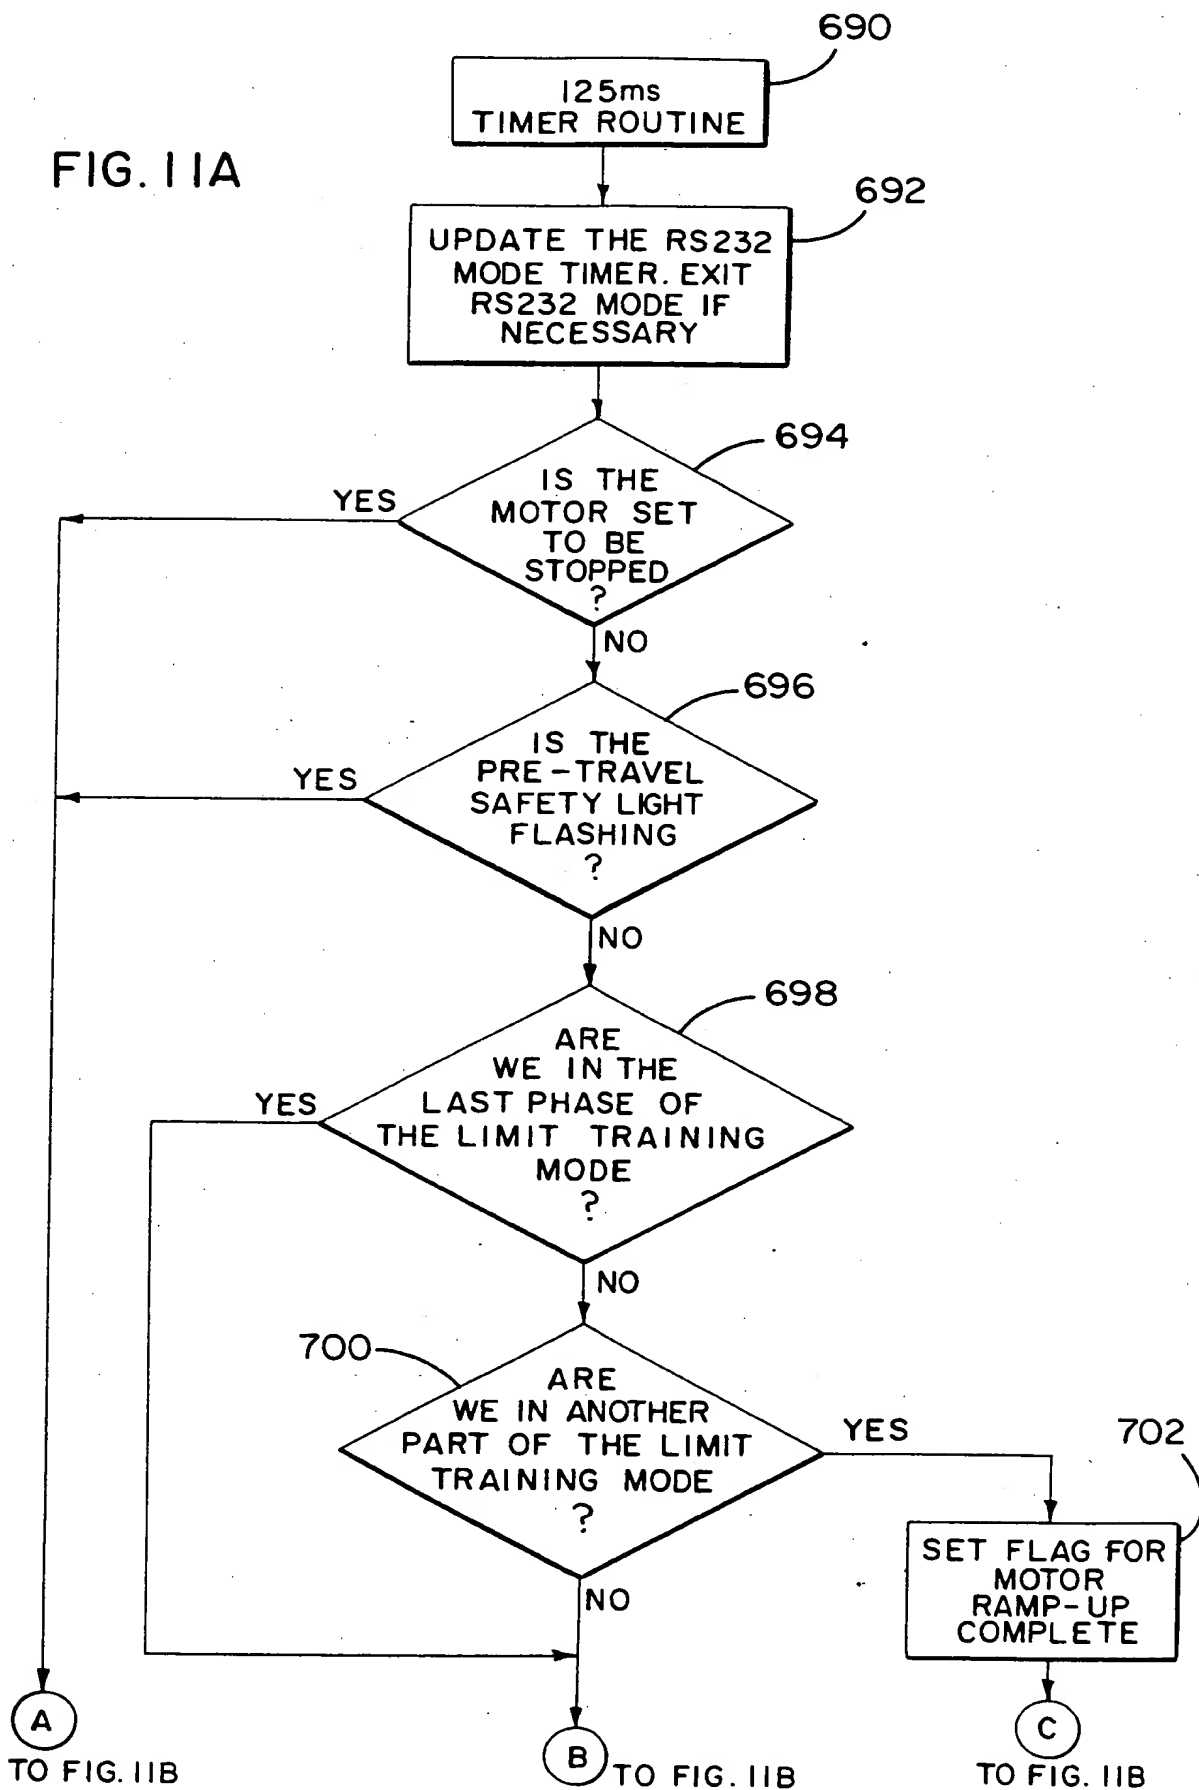 690
125ms
TIMER ROUTINE
FIG. 11A
692
UPDATE THE RS232
MODE TIMER. EXIT
RS232 MODE IF
NECESSARY
694
IS THE
MOTOR SET
TO BE
STOPPED
?
YES
NO
696
IS THE
PRE-TRAVEL
SAFETY LIGHT
FLASHING
?
YES
NO
698
ARE
WE IN THE
LAST PHASE OF
THE LIMIT TRAINING
MODE
?
YES
NO
700
ARE
WE IN ANOTHER
PART OF THE LIMIT
TRAINING MODE
?
YES
NO
702
SET FLAG FOR
MOTOR
RAMP-UP
COMPLETE
A
TO FIG. 11B
B
TO FIG. 11B
C
TO FIG. 11B